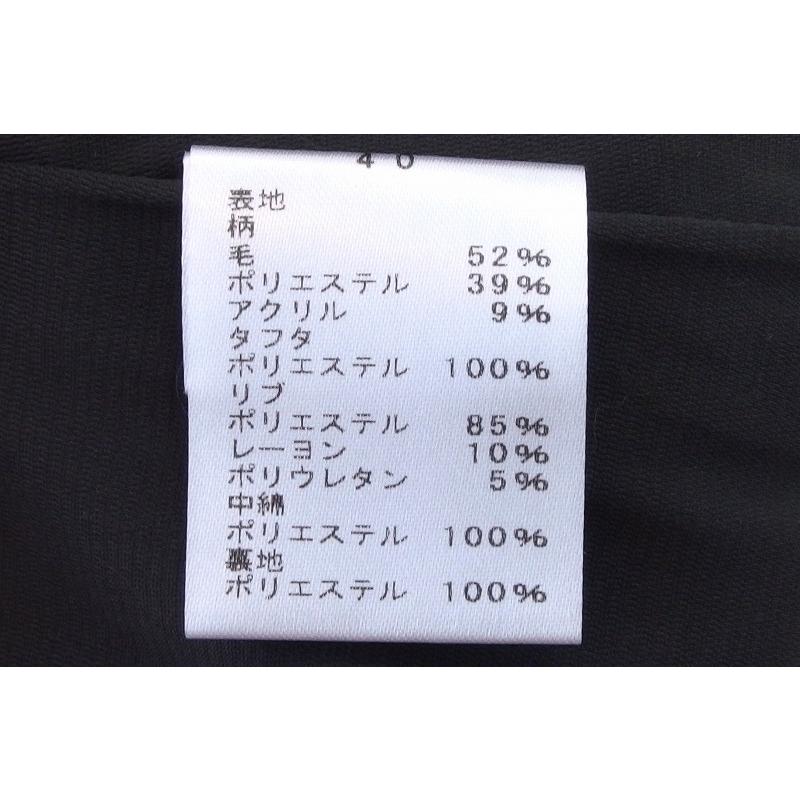 40
表地
柄
毛 52%
ポリエステル 39%
アクリル 9%
タフタ
ポリエステル 100%
リブ
ポリエステル 85%
レーヨン 10%
ポリウレタン 5%
中綿
ポリエステル 100%
裏地
ポリエステル 100%